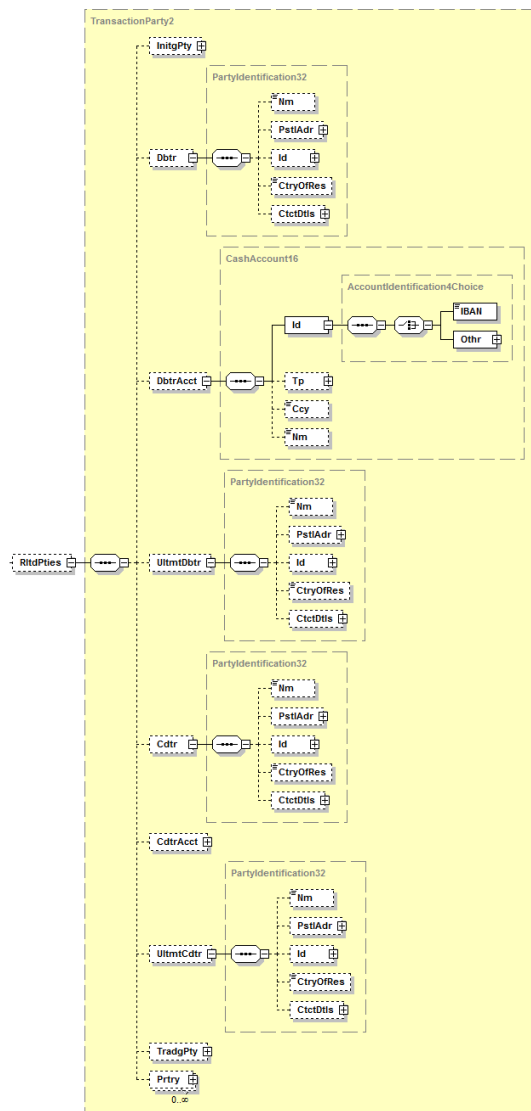 TransactionParty2
InitgPty
PartyIdentification32
Nm
PstlAdr
Dbtr
Id
CtryOfRes
CtctDtls
CashAccount16
AccountIdentification4Choice
IBAN
Id
Othr
DbtrAcct
Tp
Ccy
Nm
PartyIdentification32
Nm
PstlAdr
RltdPties
UltmtDbtr
Id
CtryOfRes
CtctDtls
PartyIdentification32
Nm
PstlAdr
Cdtr
Id
CtryOfRes
CtctDtls
CdtrAcct
PartyIdentification32
Nm
PstlAdr
UltmtCdtr
Id
CtryOfRes
CtctDtls
TradgPty
Prtry
0..∞